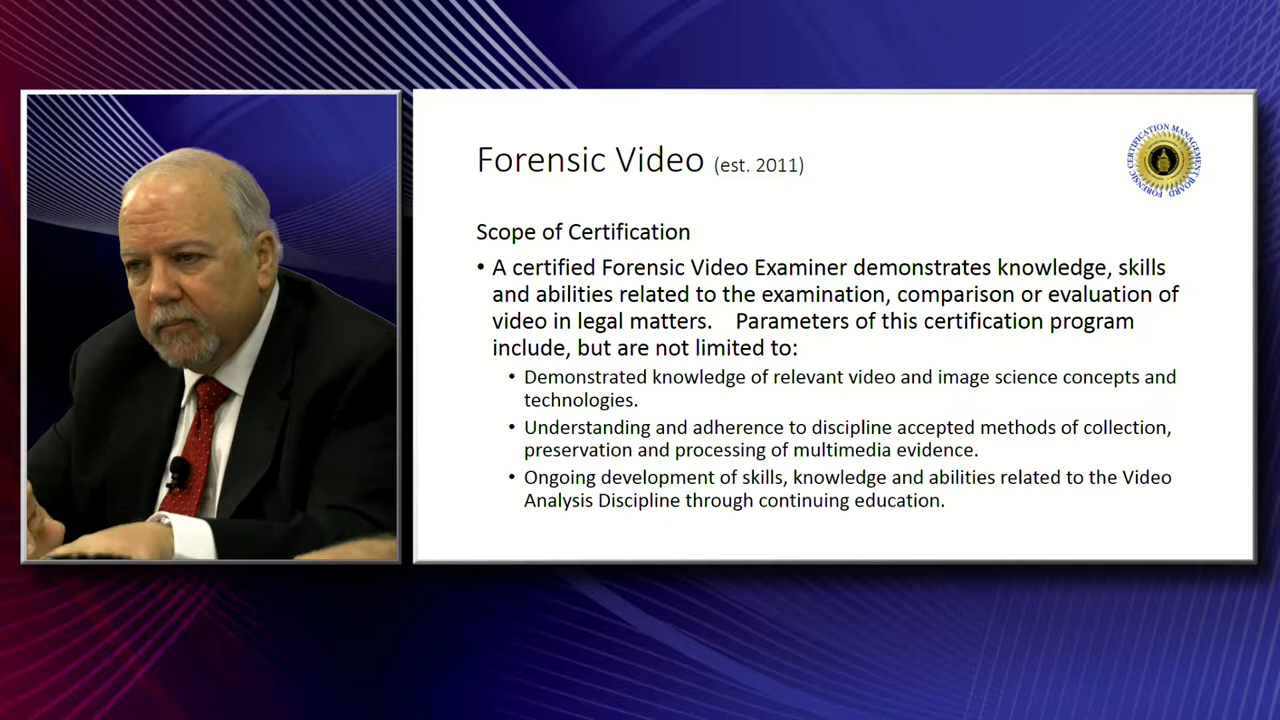 Forensic Video (est. 2011)
FORENSIC CERTIFICATION MANAGEMENT BOARD
Scope of Certification
• A certified Forensic Video Examiner demonstrates knowledge, skills
and abilities related to the examination, comparison or evaluation of
video in legal matters.    Parameters of this certification program
include, but are not limited to:
• Demonstrated knowledge of relevant video and image science concepts and
technologies.
• Understanding and adherence to discipline accepted methods of collection,
preservation and processing of multimedia evidence.
• Ongoing development of skills, knowledge and abilities related to the Video
Analysis Discipline through continuing education.